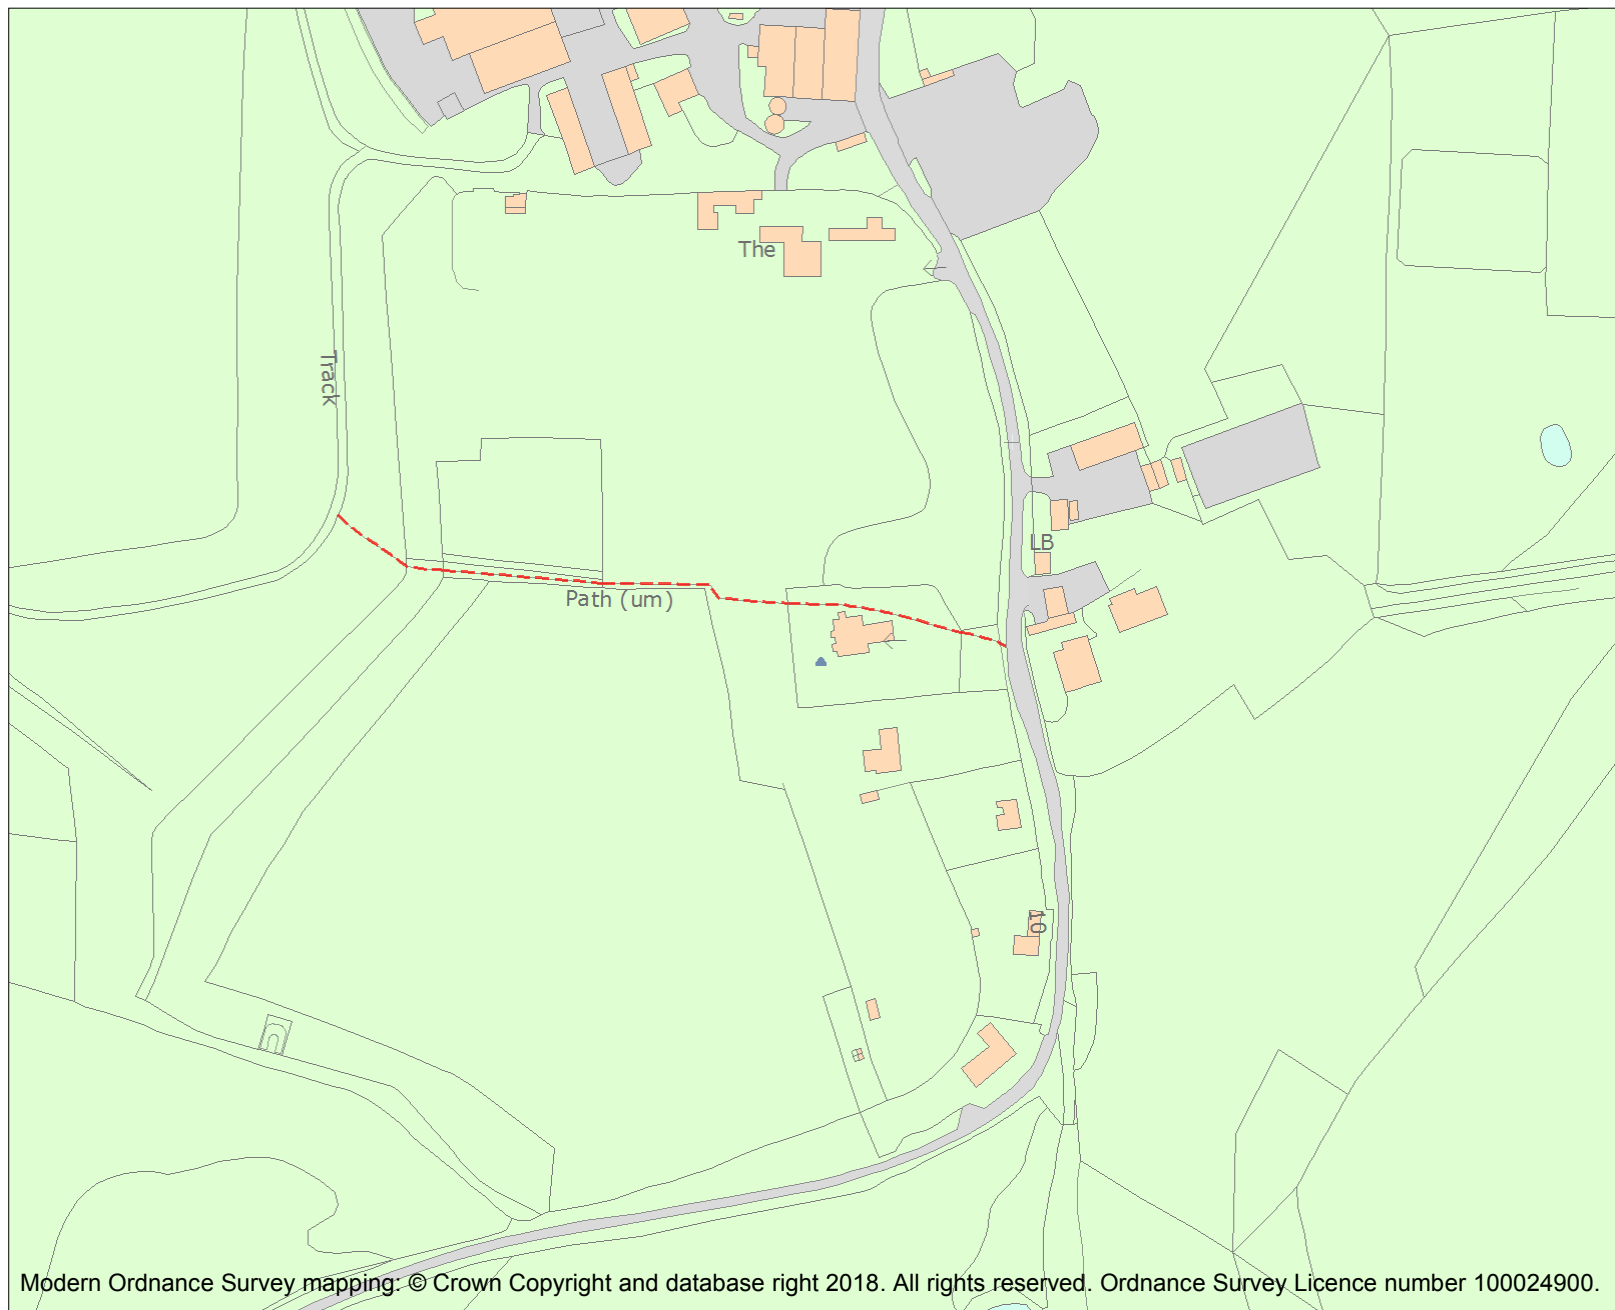 The
Track
LB
Path (um)
10
Modern Ordnance Survey mapping: © Crown Copyright and database right 2018. All rights reserved. Ordnance Survey Licence number 100024900.